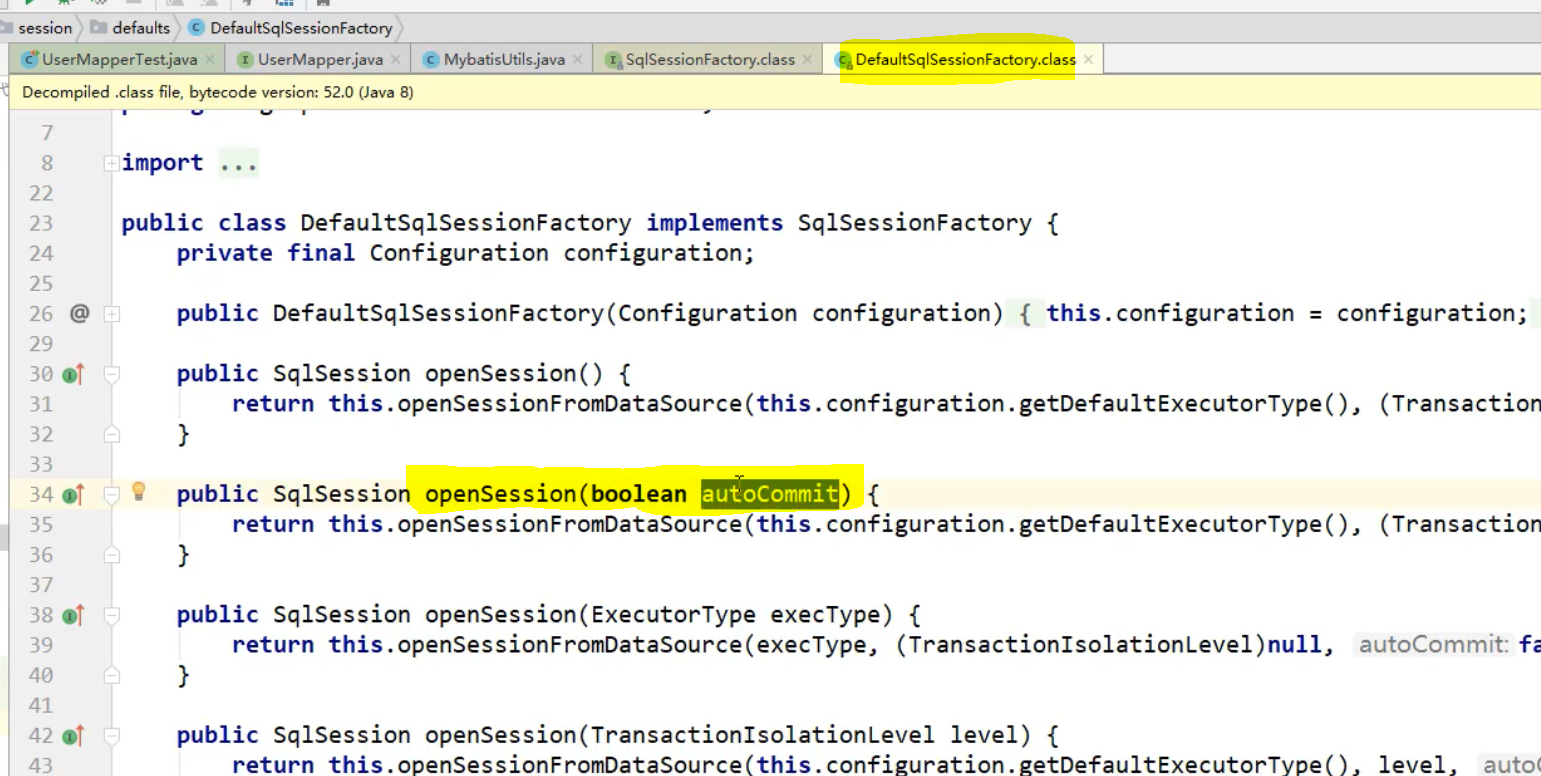 session defaults DefaultSqlSessionFactory
UserMapperTest.java UserMapper.java MybatisUtils.java SqlSessionFactory.class DefaultSqlSessionFactory.class
Decompiled .class file, bytecode version: 52.0 (Java 8)
7
8 import ...
22
23 public class DefaultSqlSessionFactory implements SqlSessionFactory {
24 private final Configuration configuration;
25
26 @ public DefaultSqlSessionFactory(Configuration configuration) { this.configuration = configuration;
29
30 public SqlSession openSession() {
31 return this.openSessionFromDataSource(this.configuration.getDefaultExecutorType(), (Transaction
32 }
33
34 public SqlSession openSession(boolean autoCommit) {
35 return this.openSessionFromDataSource(this.configuration.getDefaultExecutorType(), (Transaction
36 }
37
38 public SqlSession openSession(ExecutorType execType) {
39 return this.openSessionFromDataSource(execType, (TransactionIsolationLevel)null, autoCommit: fa
40 }
41
42 public SqlSession openSession(TransactionIsolationLevel level) {
43 return this.openSessionFromDataSource(this.configuration.getDefaultExecutorType(), level, autoC